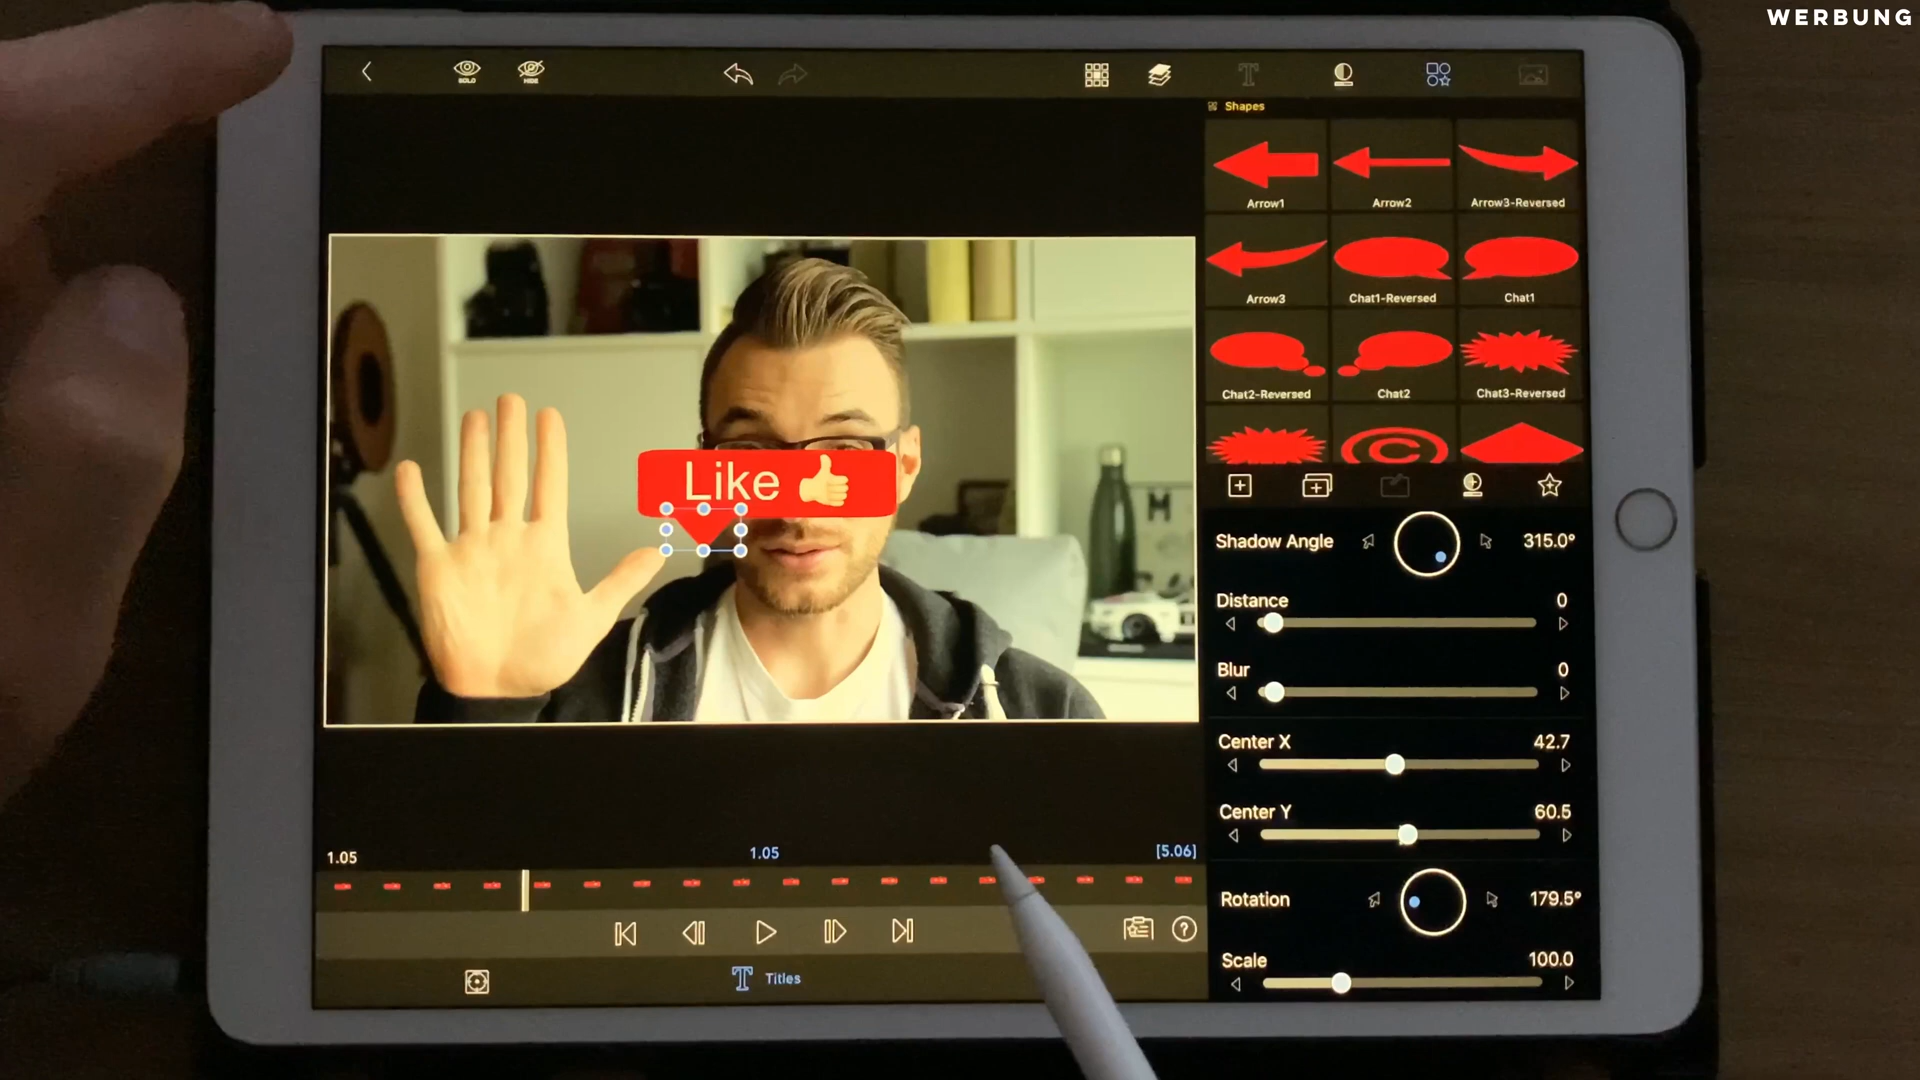 WERBUNG
SOLO
HIDE
Shapes
Arrow1
Arrow2
Arrow3-Reversed
Arrow3
Chat1-Reversed
Chat1
Chat2-Reversed
Chat2
Chat3-Reversed
Like
M
Shadow Angle
315.0°
Distance
0
Blur
0
Center X
42.7
Center Y
60.5
Rotation
179.5°
Scale
100.0
1.05
1.05
[5.06]
Titles